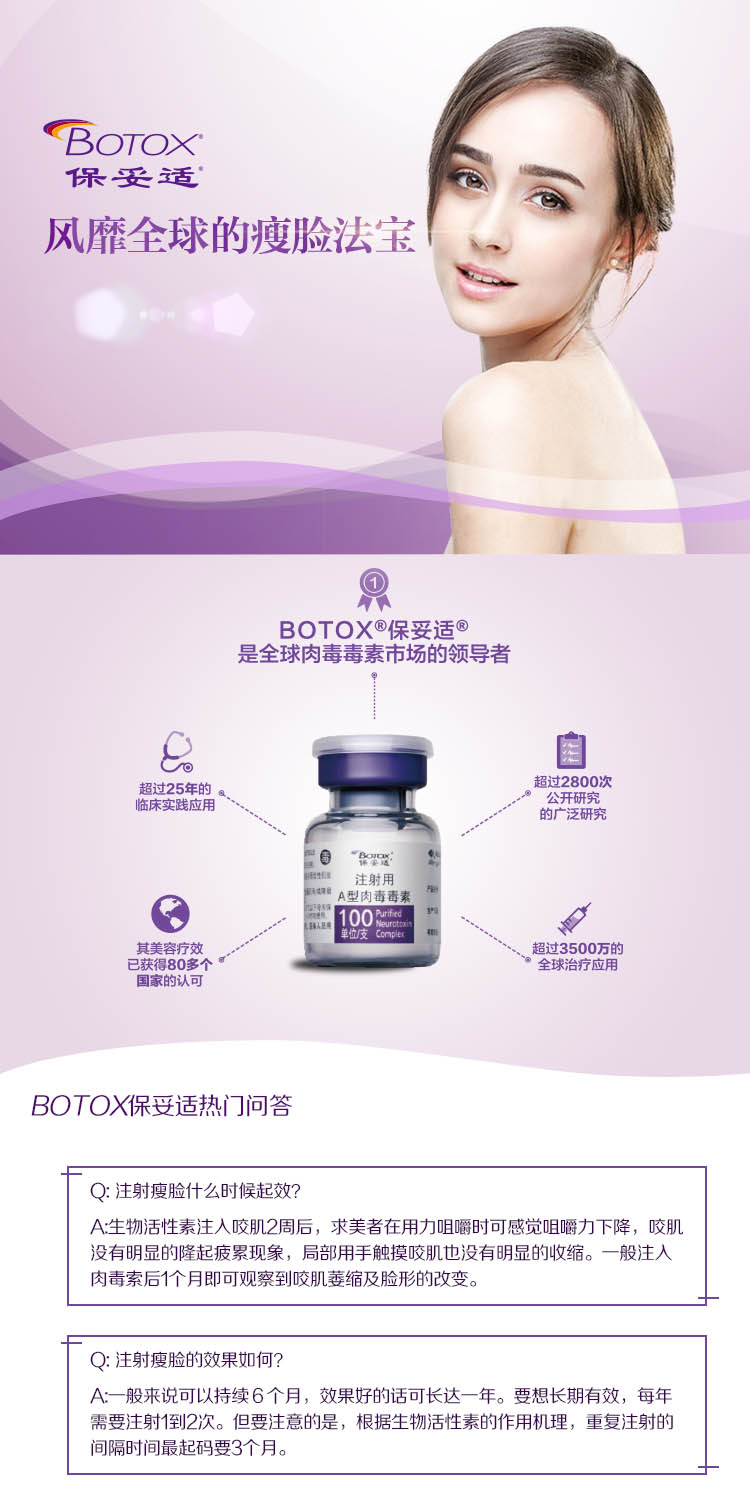 BOTOX®
保妥适®
风靡全球的瘦脸法宝
1
BOTOX®保妥适®
是全球肉毒毒素市场的领导者
超过25年的
临床实践应用
超过2800次
公开研究
的广泛研究
BOTOX®
保妥适®
毒
注射用
A型肉毒毒素
100
单位/支
Purified
Neurotoxin
Complex
其美容疗效
已获得80多个
国家的认可
超过3500万的
全球治疗应用
BOTOX保妥适热门问答
Q: 注射瘦脸什么时候起效?
A:生物活性素注入咬肌2周后，求美者在用力咀嚼时可感觉咀嚼力下降，咬肌
没有明显的隆起疲累现象，局部用手触摸咬肌也没有明显的收缩。一般注入
肉毒素后1个月即可观察到咬肌萎缩及脸形的改变。
Q: 注射瘦脸的效果如何?
A:一般来说可以持续６个月，效果好的话可长达一年。要想长期有效，每年
需要注射1到2次。但要注意的是，根据生物活性素的作用机理，重复注射的
间隔时间最起码要3个月。